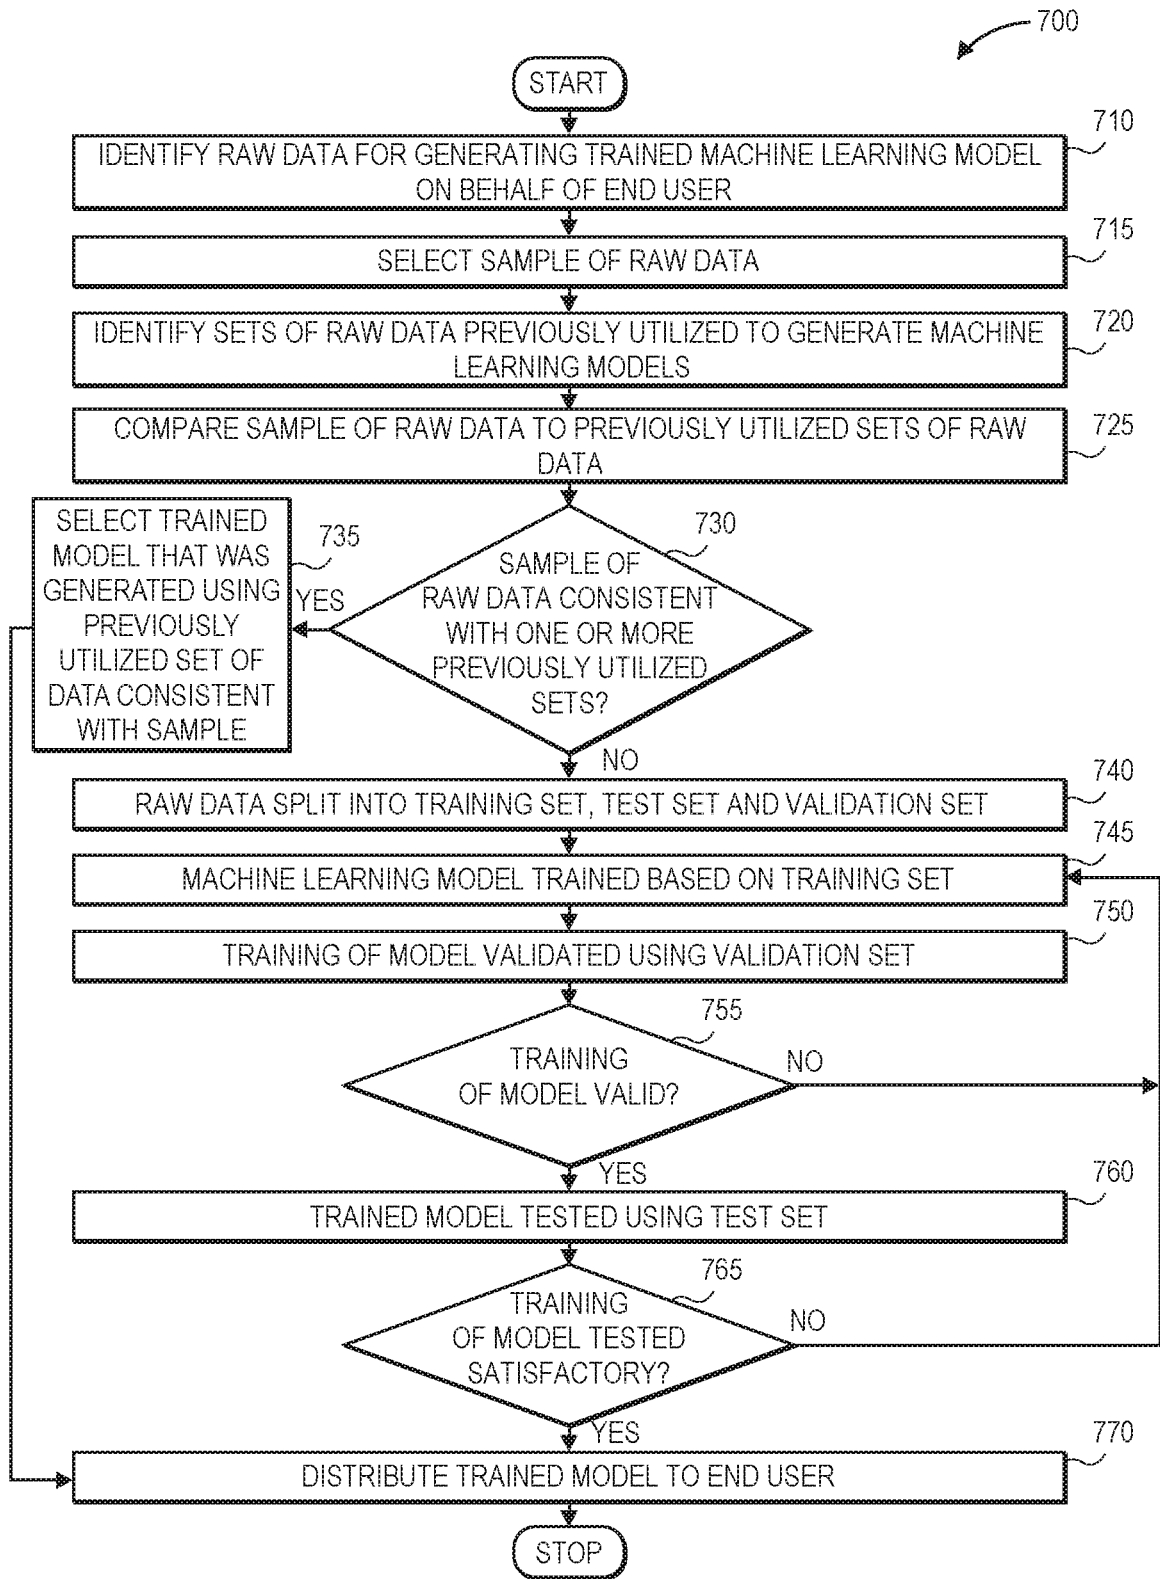 700
START
710
IDENTIFY RAW DATA FOR GENERATING TRAINED MACHINE LEARNING MODEL
ON BEHALF OF END USER
715
SELECT SAMPLE OF RAW DATA
720
IDENTIFY SETS OF RAW DATA PREVIOUSLY UTILIZED TO GENERATE MACHINE
LEARNING MODELS
725
COMPARE SAMPLE OF RAW DATA TO PREVIOUSLY UTILIZED SETS OF RAW
DATA
730
SAMPLE OF
RAW DATA CONSISTENT
WITH ONE OR MORE
PREVIOUSLY UTILIZED
SETS?
YES
735
SELECT TRAINED
MODEL THAT WAS
GENERATED USING
PREVIOUSLY
UTILIZED SET OF
DATA CONSISTENT
WITH SAMPLE
NO
740
RAW DATA SPLIT INTO TRAINING SET, TEST SET AND VALIDATION SET
745
MACHINE LEARNING MODEL TRAINED BASED ON TRAINING SET
750
TRAINING OF MODEL VALIDATED USING VALIDATION SET
755
TRAINING
OF MODEL VALID?
NO
YES
760
TRAINED MODEL TESTED USING TEST SET
765
TRAINING
OF MODEL TESTED
SATISFACTORY?
NO
YES
770
DISTRIBUTE TRAINED MODEL TO END USER
STOP